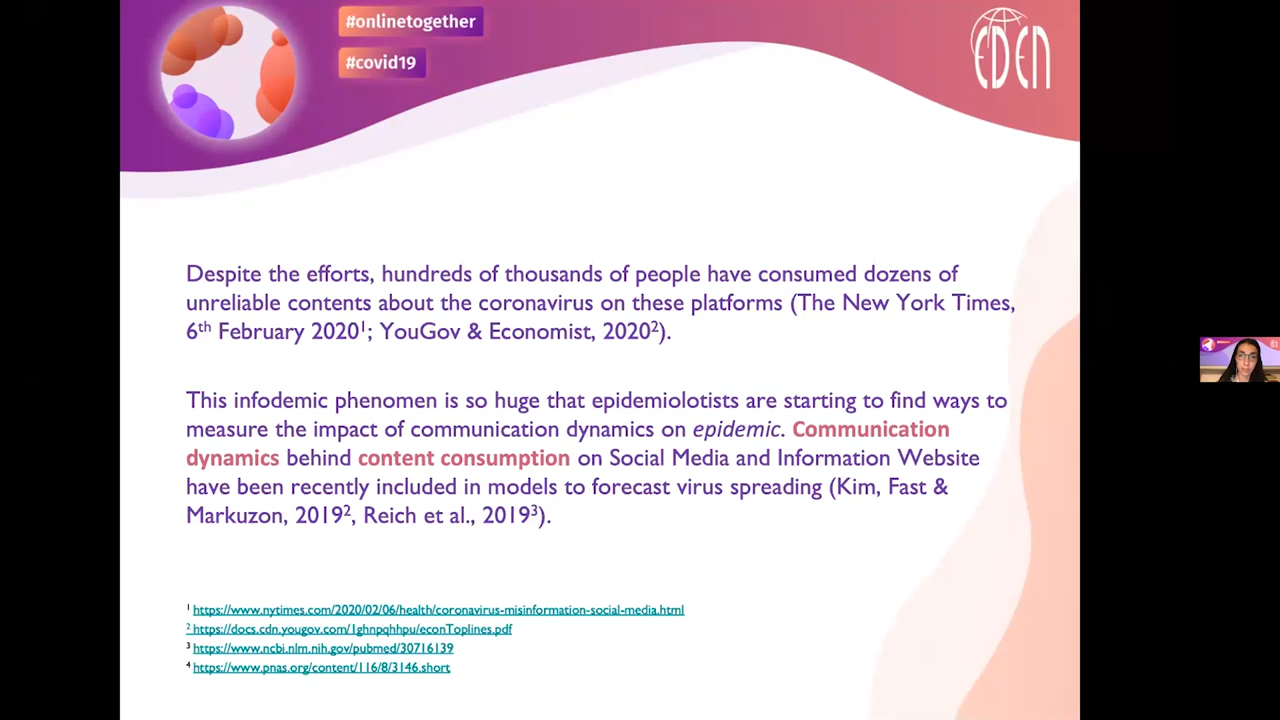 #onlinetogether
#covid19
EDEN
Despite the efforts, hundreds of thousands of people have consumed dozens of
unreliable contents about the coronavirus on these platforms (The New York Times,
6th February 2020¹; YouGov & Economist, 2020²).
This infodemic phenomen is so huge that epidemiolotists are starting to find ways to
measure the impact of communication dynamics on epidemic. Communication
dynamics behind content consumption on Social Media and Information Website
have been recently included in models to forecast virus spreading (Kim, Fast &
Markuzon, 2019², Reich et al., 2019³).
¹ https://www.nytimes.com/2020/02/06/health/coronavirus-misinformation-social-media.html
² https://docs.cdn.yougov.com/1ghnpqhhpu/econToplines.pdf
³ https://www.ncbi.nlm.nih.gov/pubmed/30716139
⁴ https://www.pnas.org/content/116/8/3146.short